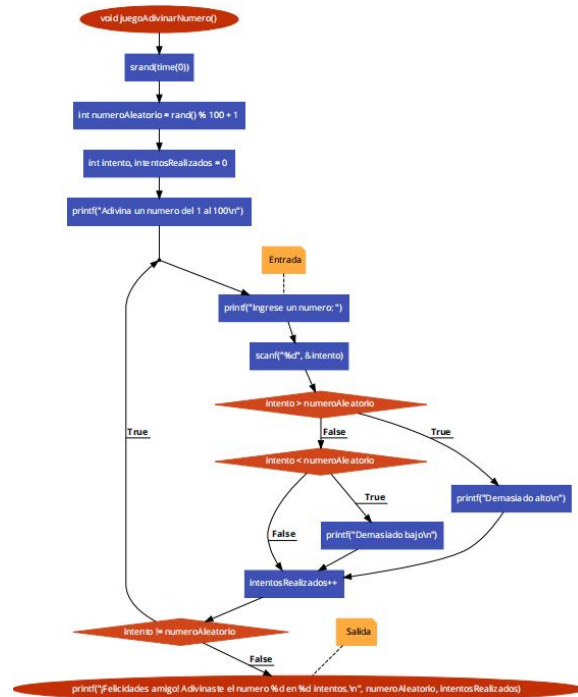 void juegoAdivinarNumero()
srand(time(0))
int numeroAleatorio = rand() % 100 + 1
int intento, intentosRealizados = 0
printf("Adivina un numero del 1 al 100\n")
Entrada
printf("Ingrese un numero: ")
scanf("%d", &intento)
intento > numeroAleatorio
True
False
True
intento < numeroAleatorio
True
printf("Demasiado alto\n")
False
printf("Demasiado bajo\n")
intentosRealizados++
intento != numeroAleatorio
Salida
False
printf("¡Felicidades amigo! Adivinaste el numero %d en %d intentos.\n", numeroAleatorio, intentosRealizados)